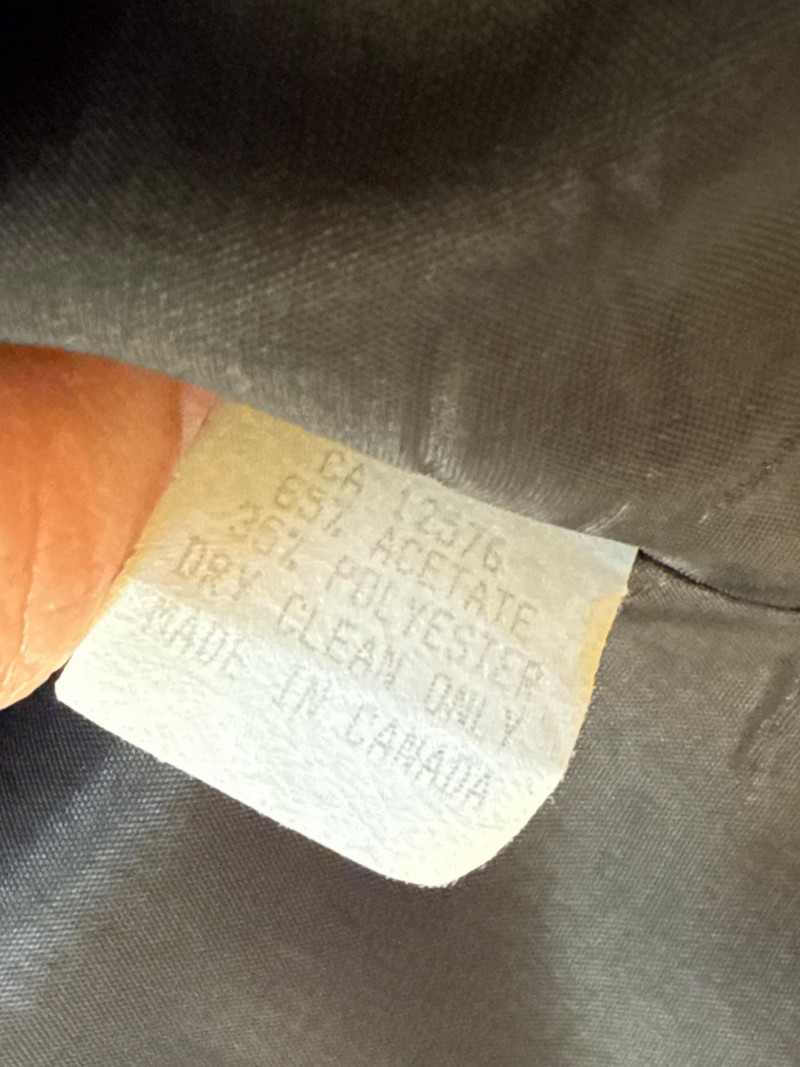 CA 12576
65% ACETATE
35% POLYESTER
DRY CLEAN ONLY
MADE IN CANADA